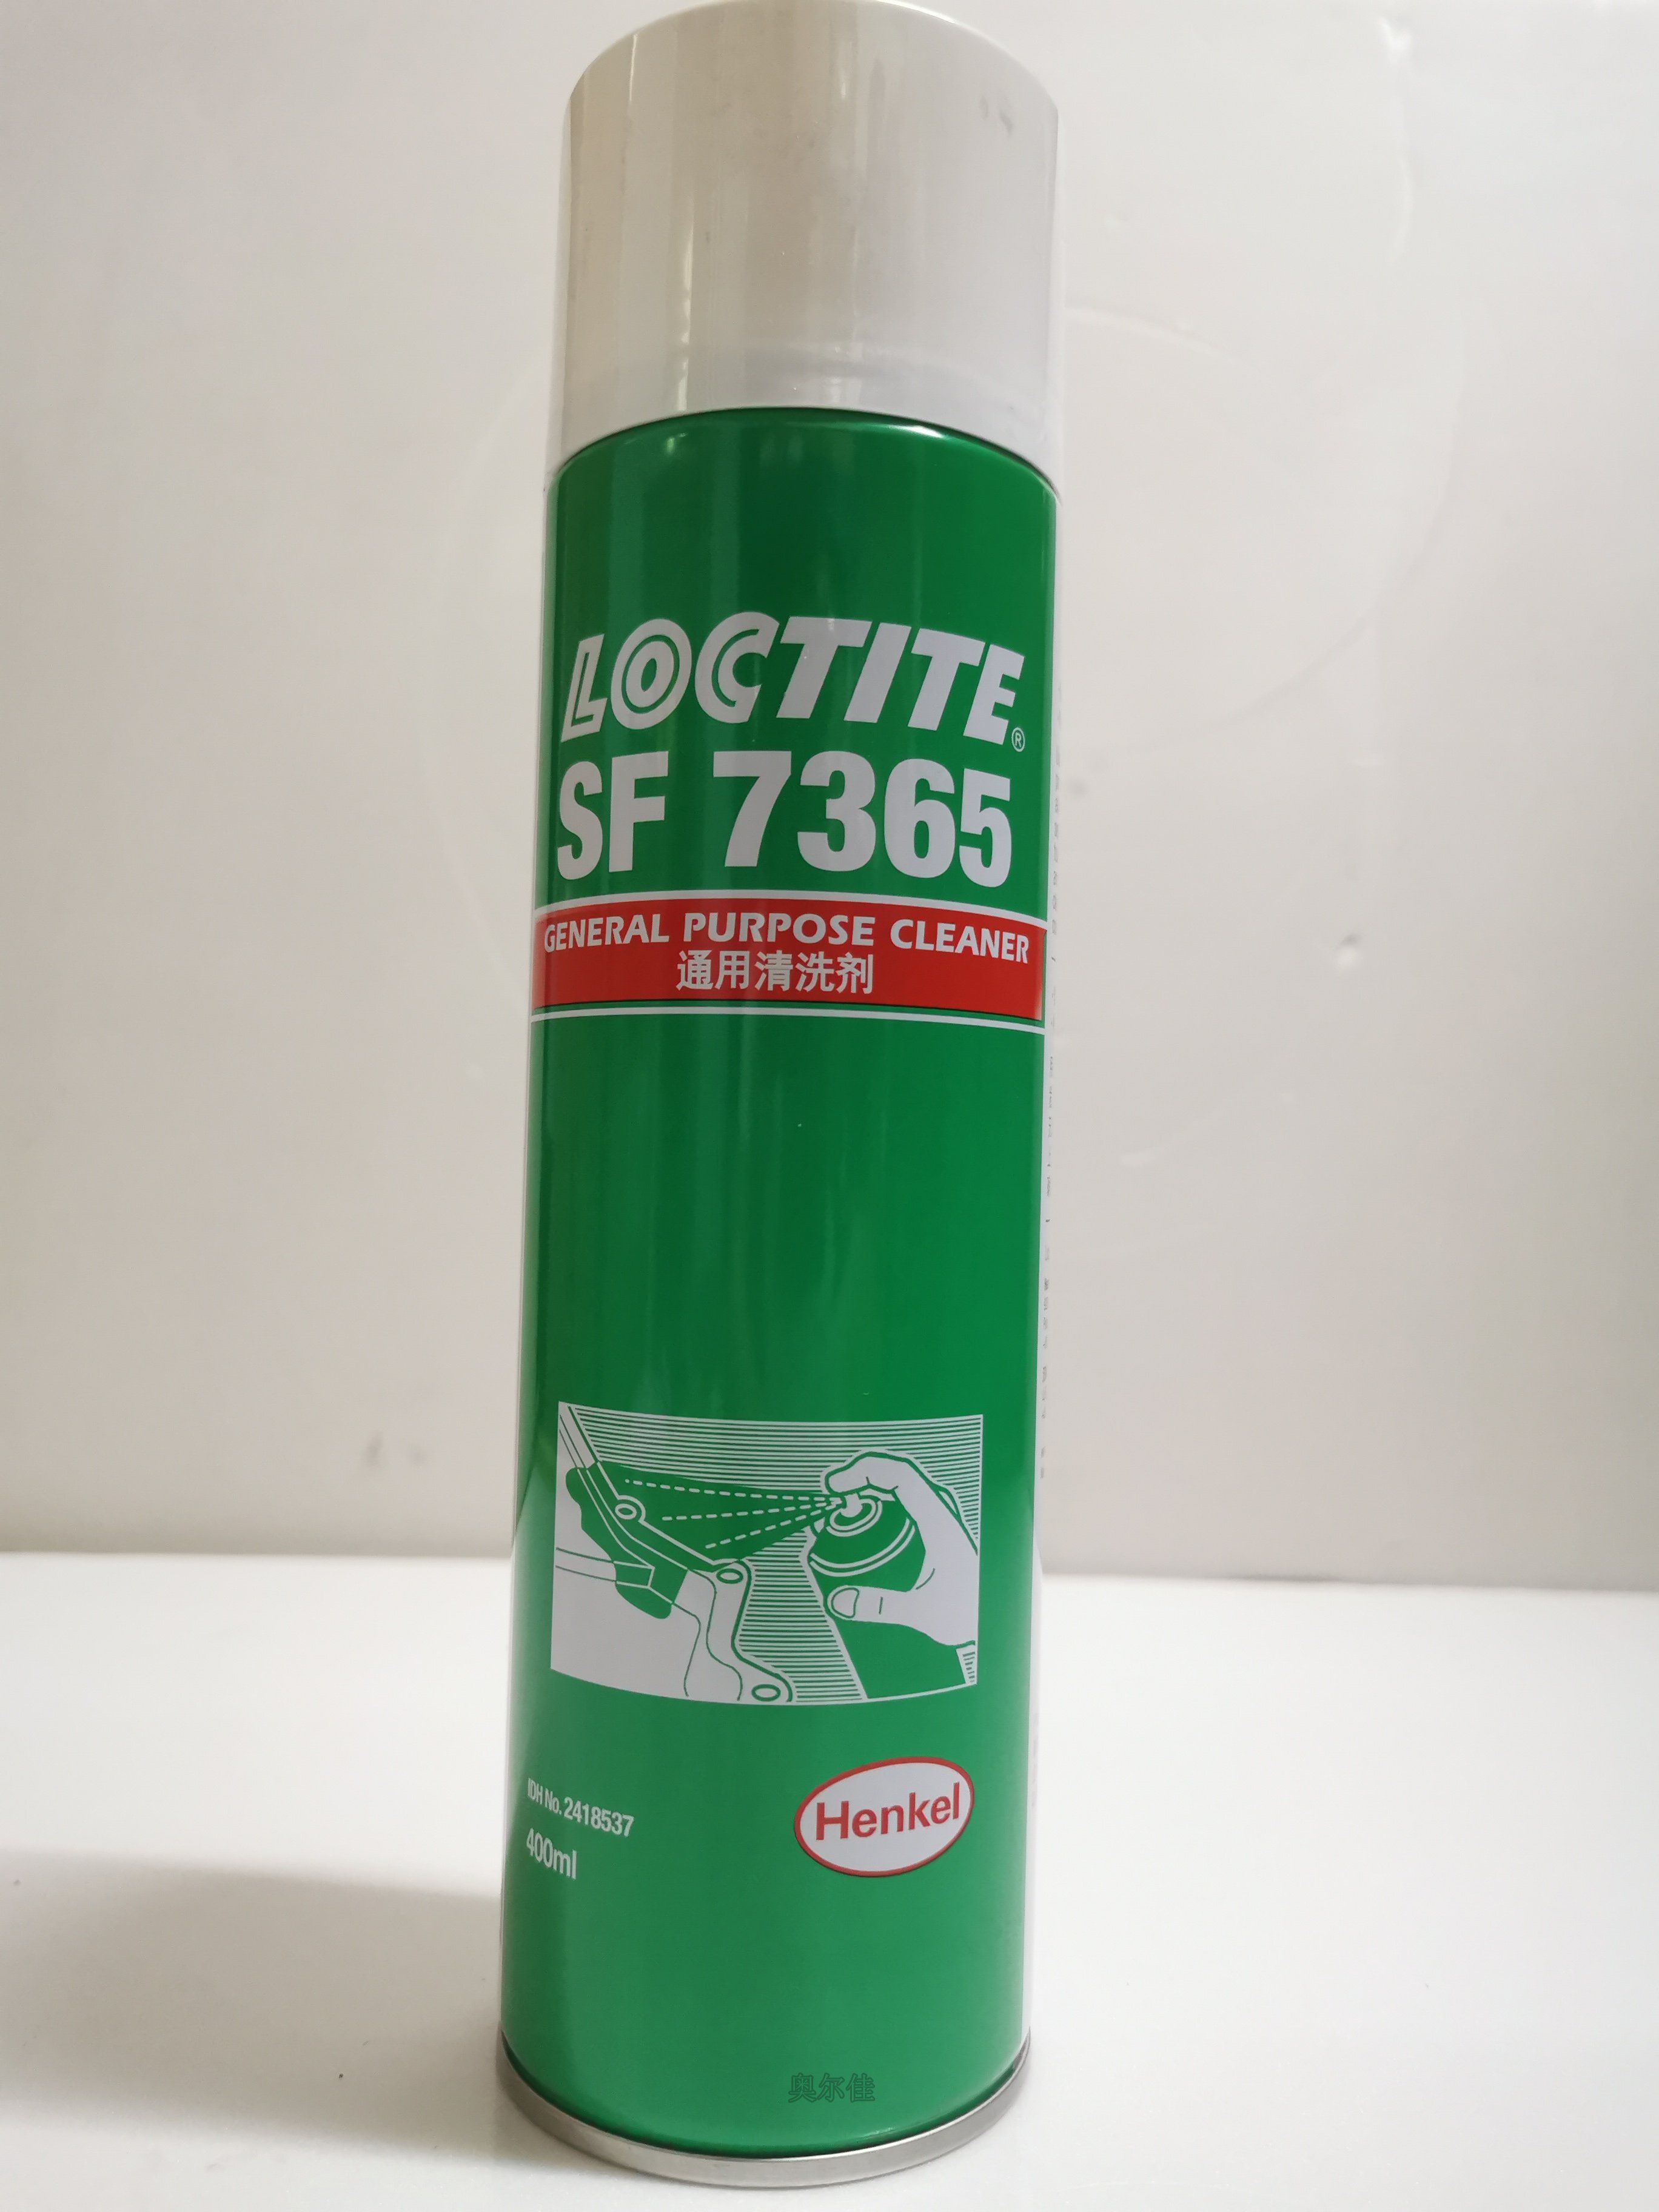 LOCTITE®
SF 7365
GENERAL PURPOSE CLEANER
通用清洗剂
IDH No. 2418537
400ml
Henkel
奥尔佳